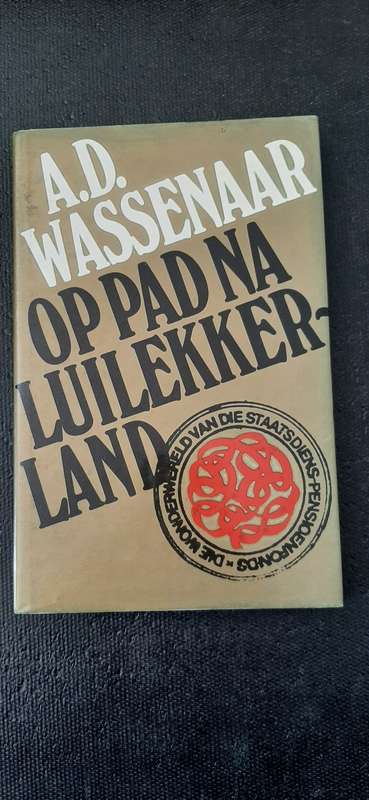 A.D.
WASSENAAR
OP PAD NA
LUILEKKER-
LAND
DIE WONDERWÊRELD VAN DIE STAATSDIENS-PENSIOENFONDS